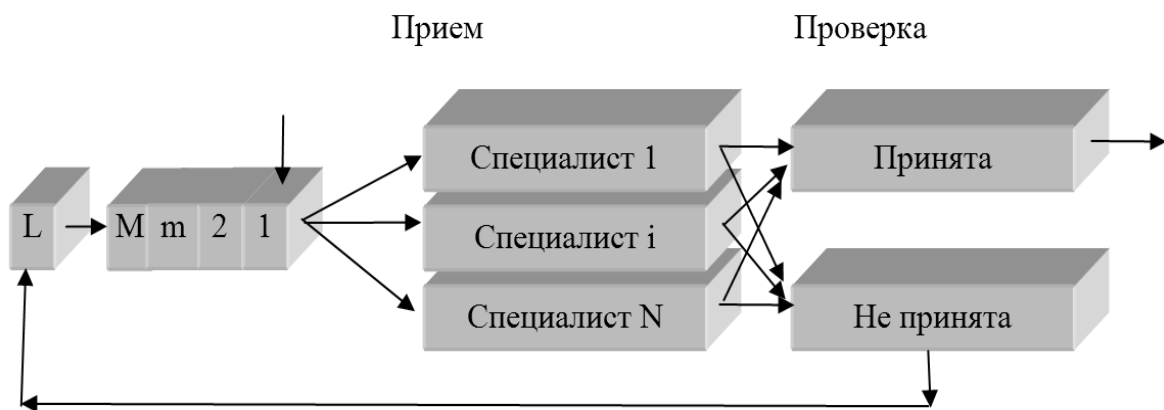 Прием
Проверка
Специалист 1
Принята
L
M m 2 1
Специалист i
Специалист N
Не принята